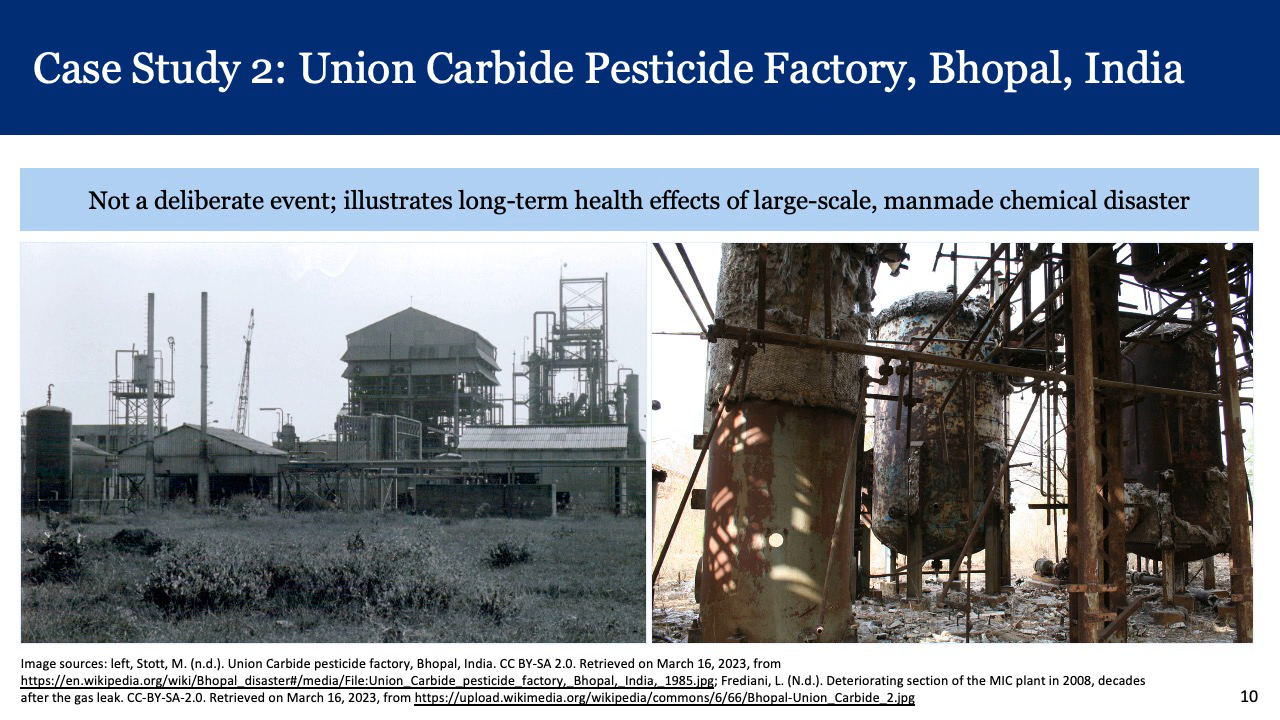 Case Study 2: Union Carbide Pesticide Factory, Bhopal, India
Not a deliberate event; illustrates long-term health effects of large-scale, manmade chemical disaster
Image sources: left, Stott, M. (n.d.). Union Carbide pesticide factory, Bhopal, India. CC BY-SA 2.0. Retrieved on March 16, 2023, from
https://en.wikipedia.org/wiki/Bhopal_disaster#/media/File:Union_Carbide_pesticide_factory,_Bhopal,_India,_1985.jpg; Frediani, L. (N.d.). Deteriorating section of the MIC plant in 2008, decades
after the gas leak. CC-BY-SA-2.0. Retrieved on March 16, 2023, from https://upload.wikimedia.org/wikipedia/commons/6/66/Bhopal-Union_Carbide_2.jpg
10